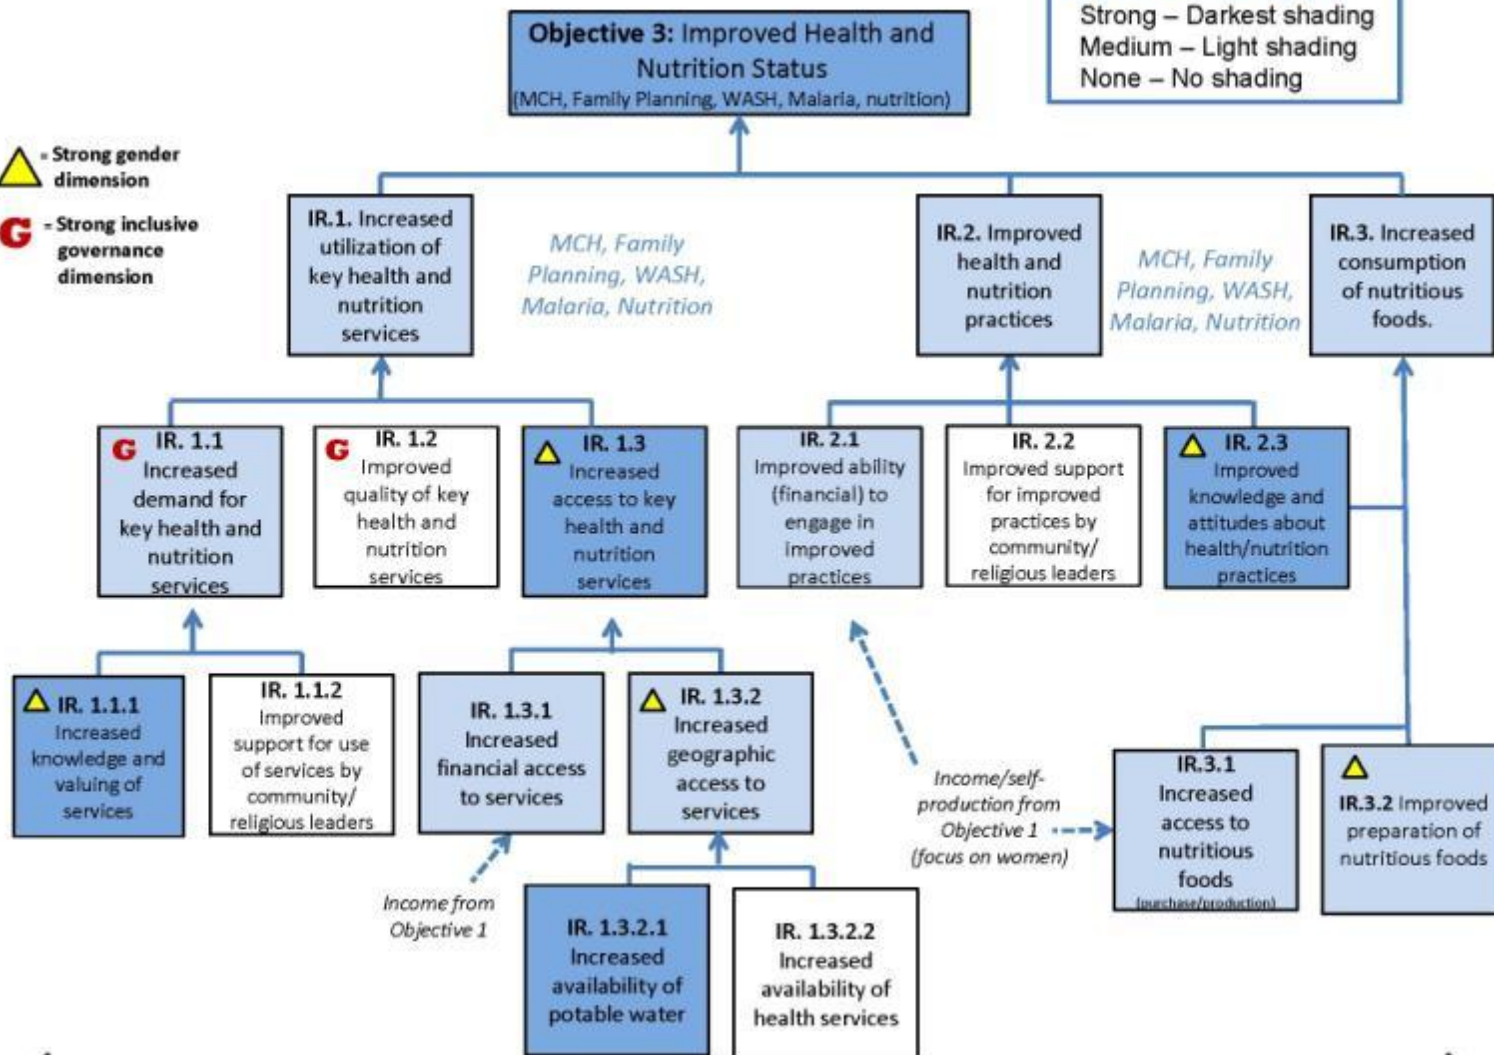 Strong – Darkest shading
Medium – Light shading
None – No shading
Objective 3: Improved Health and
Nutrition Status
(MCH, Family Planning, WASH, Malaria, nutrition)
= Strong gender
dimension
G = Strong inclusive
governance
dimension
IR.1. Increased
utilization of
key health and
nutrition
services
MCH, Family
Planning, WASH,
Malaria, Nutrition
IR.2. Improved
health and
nutrition
practices
MCH, Family
Planning, WASH,
Malaria, Nutrition
IR.3. Increased
consumption
of nutritious
foods.
G IR. 1.1
Increased
demand for
key health and
nutrition
services
G IR. 1.2
Improved
quality of key
health and
nutrition
services
IR. 1.3
Increased
access to key
health and
nutrition
services
IR. 2.1
Improved ability
(financial) to
engage in
improved
practices
IR. 2.2
Improved support
for improved
practices by
community/
religious leaders
IR. 2.3
Improved
knowledge and
attitudes about
health/nutrition
practices
IR. 1.1.1
Increased
knowledge and
valuing of
services
IR. 1.1.2
Improved
support for use
of services by
community/
religious leaders
IR. 1.3.1
Increased
financial access
to services
IR. 1.3.2
Increased
geographic
access to
services
Income/self-
production from
Objective 1
(focus on women)
IR.3.1
Increased
access to
nutritious
foods
(purchase/production)
IR.3.2 Improved
preparation of
nutritious foods
Income from
Objective 1
IR. 1.3.2.1
Increased
availability of
potable water
IR. 1.3.2.2
Increased
availability of
health services